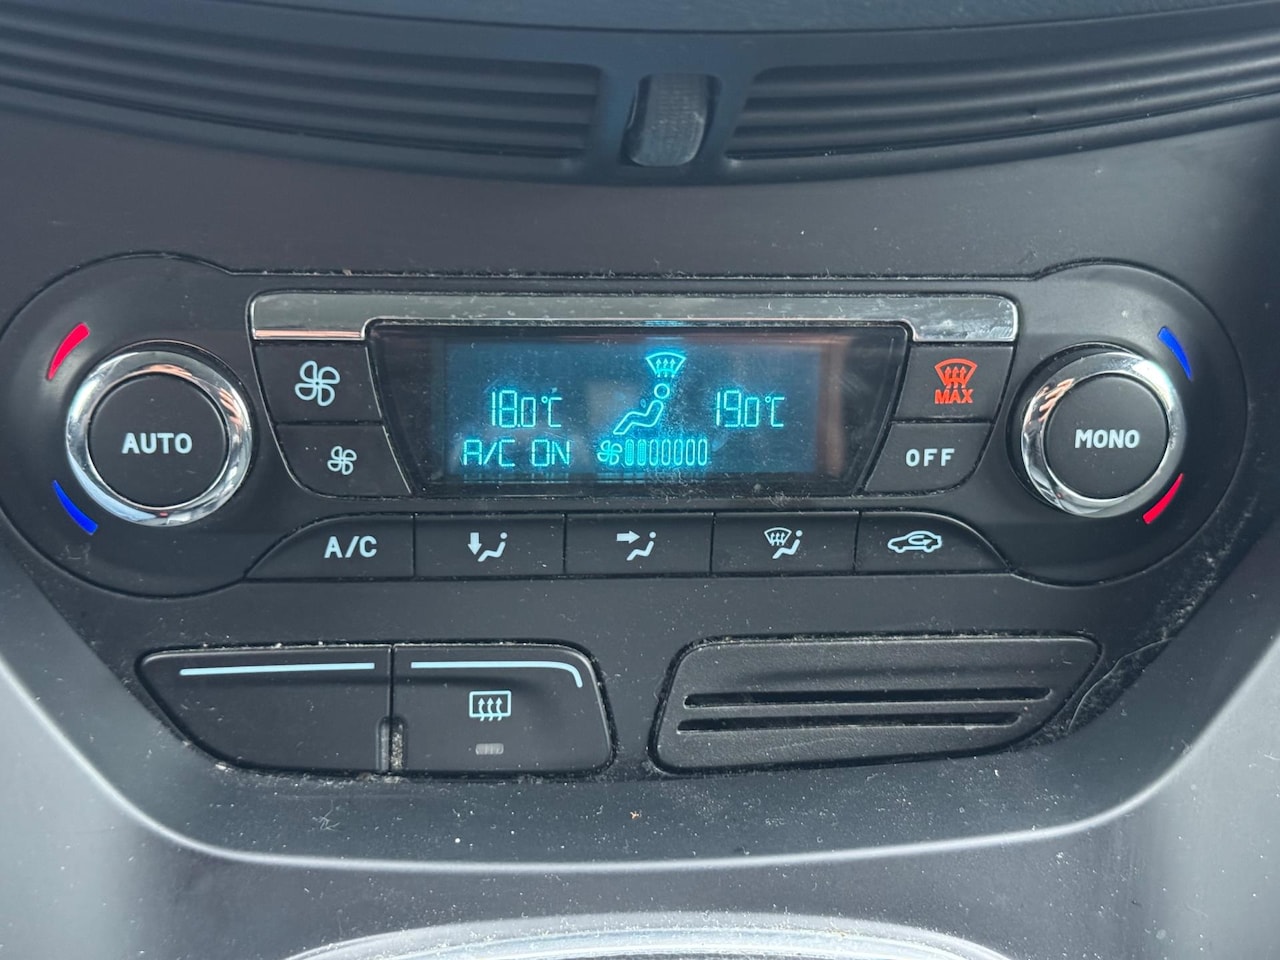 18.0°C
19.0°C
A/C ON
MAX
AUTO
MONO
OFF
A/C